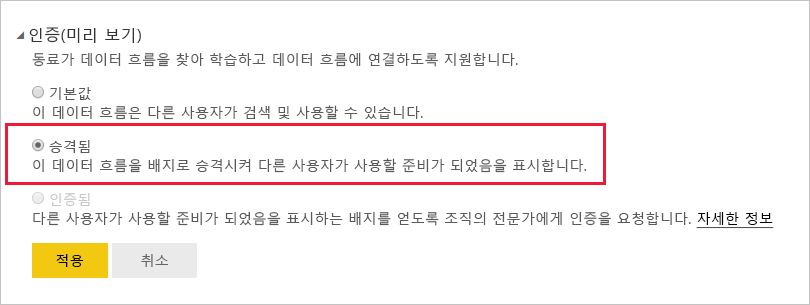 인증(미리 보기)
동료가 데이터 흐름을 찾아 학습하고 데이터 흐름에 연결하도록 지원합니다.
기본값
이 데이터 흐름은 다른 사용자가 검색 및 사용할 수 있습니다.
승격됨
이 데이터 흐름을 배지로 승격시켜 다른 사용자가 사용할 준비가 되었음을 표시합니다.
인증됨
다른 사용자가 사용할 준비가 되었음을 표시하는 배지를 얻도록 조직의 전문가에게 인증을 요청합니다. 자세한 정보
적용 취소